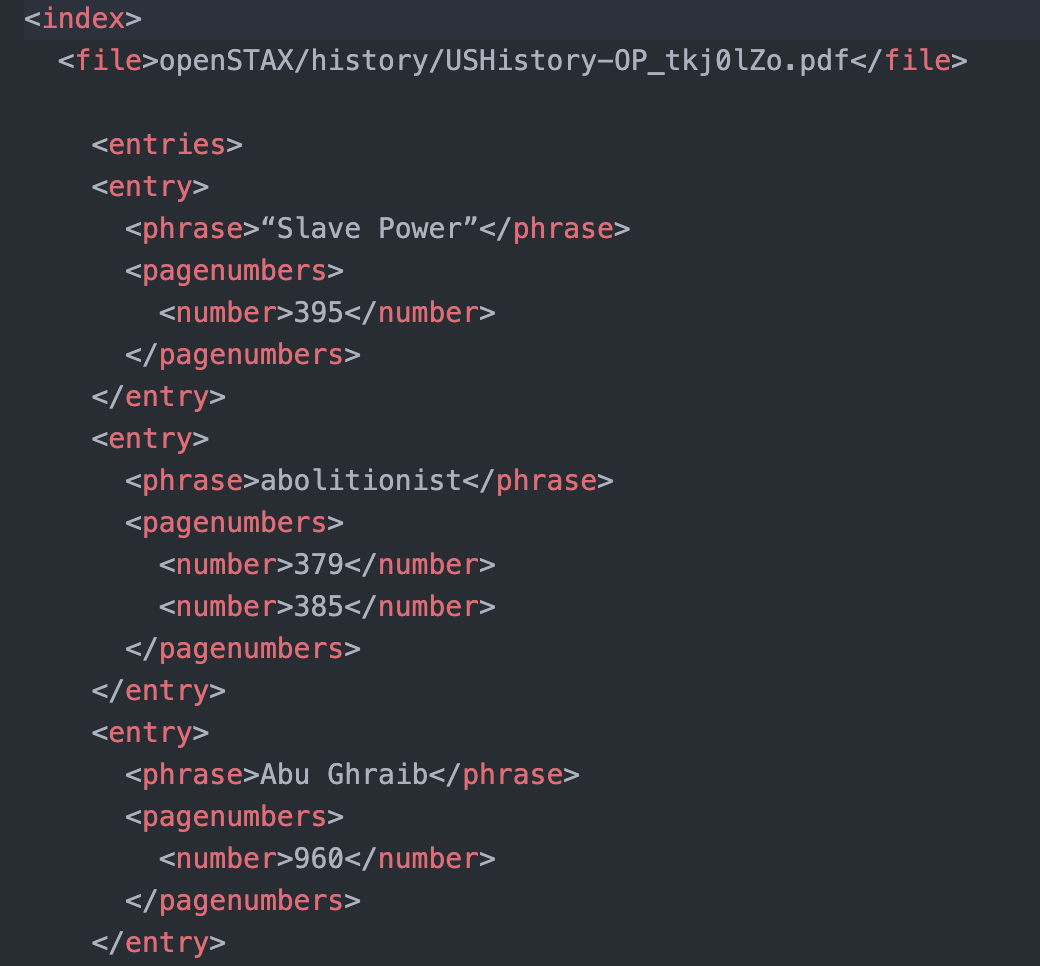 <index>
<file>openSTAX/history/USHistory-OP_tkj0lZo.pdf</file>
<entries>
<entry>
<phrase>“Slave Power”</phrase>
<pagenumbers>
<number>395</number>
</pagenumbers>
</entry>
<entry>
<phrase>abolitionist</phrase>
<pagenumbers>
<number>379</number>
<number>385</number>
</pagenumbers>
</entry>
<entry>
<phrase>Abu Ghraib</phrase>
<pagenumbers>
<number>960</number>
</pagenumbers>
</entry>